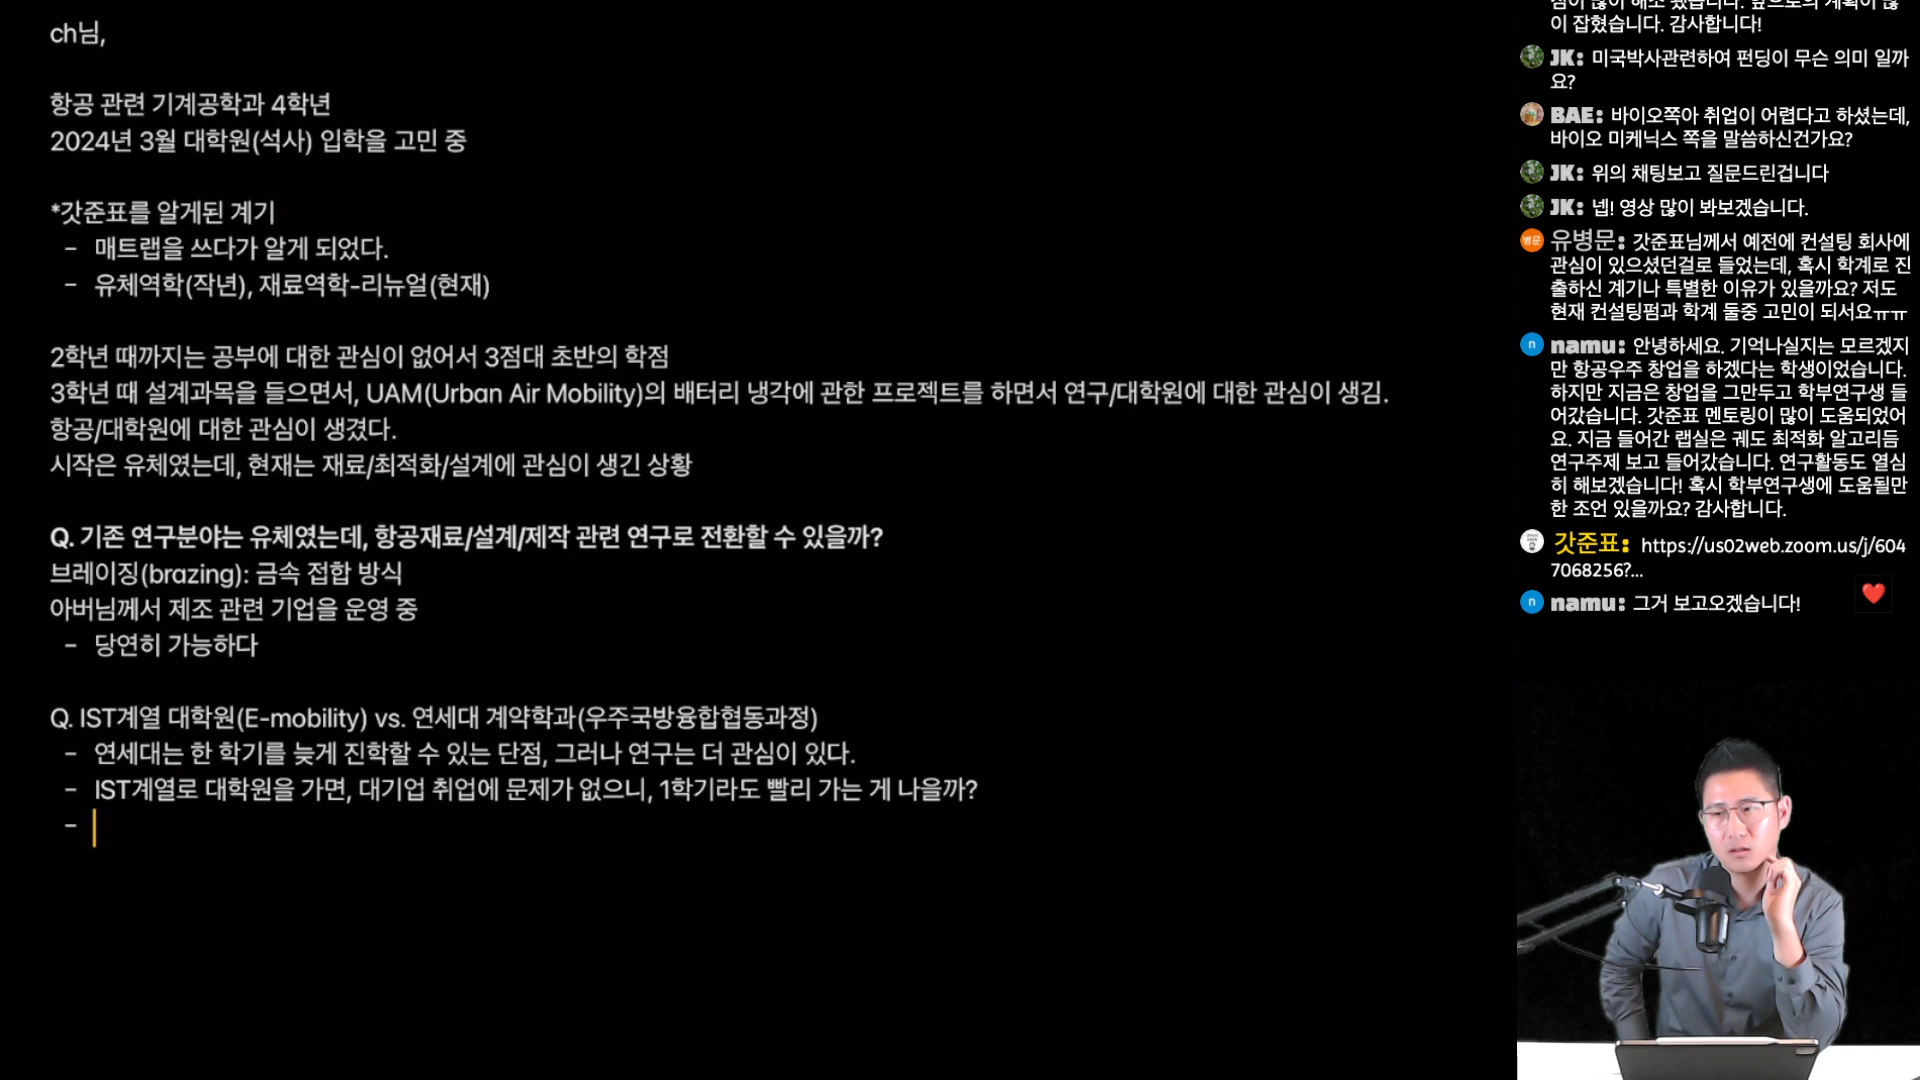 ch님,
항공 관련 기계공학과 4학년
2024년 3월 대학원(석사) 입학을 고민 중
*갓준표를 알게된 계기
- 매트랩을 쓰다가 알게 되었다.
- 유체역학(작년), 재료역학-리뉴얼(현재)
2학년 때까지는 공부에 대한 관심이 없어서 3점대 초반의 학점
3학년 때 설계과목을 들으면서, UAM(Urban Air Mobility)의 배터리 냉각에 관한 프로젝트를 하면서 연구/대학원에 대한 관심이 생김.
항공/대학원에 대한 관심이 생겼다.
시작은 유체였는데, 현재는 재료/최적화/설계에 관심이 생긴 상황
Q. 기존 연구분야는 유체였는데, 항공재료/설계/제작 관련 연구로 전환할 수 있을까?
브레이징(brazing): 금속 접합 방식
아버님께서 제조 관련 기업을 운영 중
- 당연히 가능하다
Q. IST계열 대학원(E-mobility) vs. 연세대 계약학과(우주국방융합협동과정)
- 연세대는 한 학기를 늦게 진학할 수 있는 단점, 그러나 연구는 더 관심이 있다.
- IST계열로 대학원을 가면, 대기업 취업에 문제가 없으니, 1학기라도 빨리 가는 게 나을까?
-
이 잡혔습니다. 감사합니다!
JK: 미국박사관련하여 펀딩이 무슨 의미 일까
요?
BAE: 바이오쪽아 취업이 어렵다고 하셨는데,
바이오 미케닉스 쪽을 말씀하신건가요?
JK: 위의 채팅보고 질문드린겁니다
JK: 넵! 영상 많이 봐보겠습니다.
병문 유병문: 갓준표님께서 예전에 컨설팅 회사에
관심이 있으셨던걸로 들었는데, 혹시 학계로 진
출하신 계기나 특별한 이유가 있을까요? 저도
현재 컨설팅펌과 학계 둘중 고민이 되서요ㅠㅠ
n namu: 안녕하세요. 기억나실지는 모르겠지
만 항공우주 창업을 하겠다는 학생이었습니다.
하지만 지금은 창업을 그만두고 학부연구생 들
어갔습니다. 갓준표 멘토링이 많이 도움되었어
요. 지금 들어간 랩실은 궤도 최적화 알고리듬
연구주제 보고 들어갔습니다. 연구활동도 열심
히 해보겠습니다! 혹시 학부연구생에 도움될만
한 조언 있을까요? 감사합니다.
갓준표: https://us02web.zoom.us/j/604
7068256?...
n namu: 그거 보고오겠습니다!